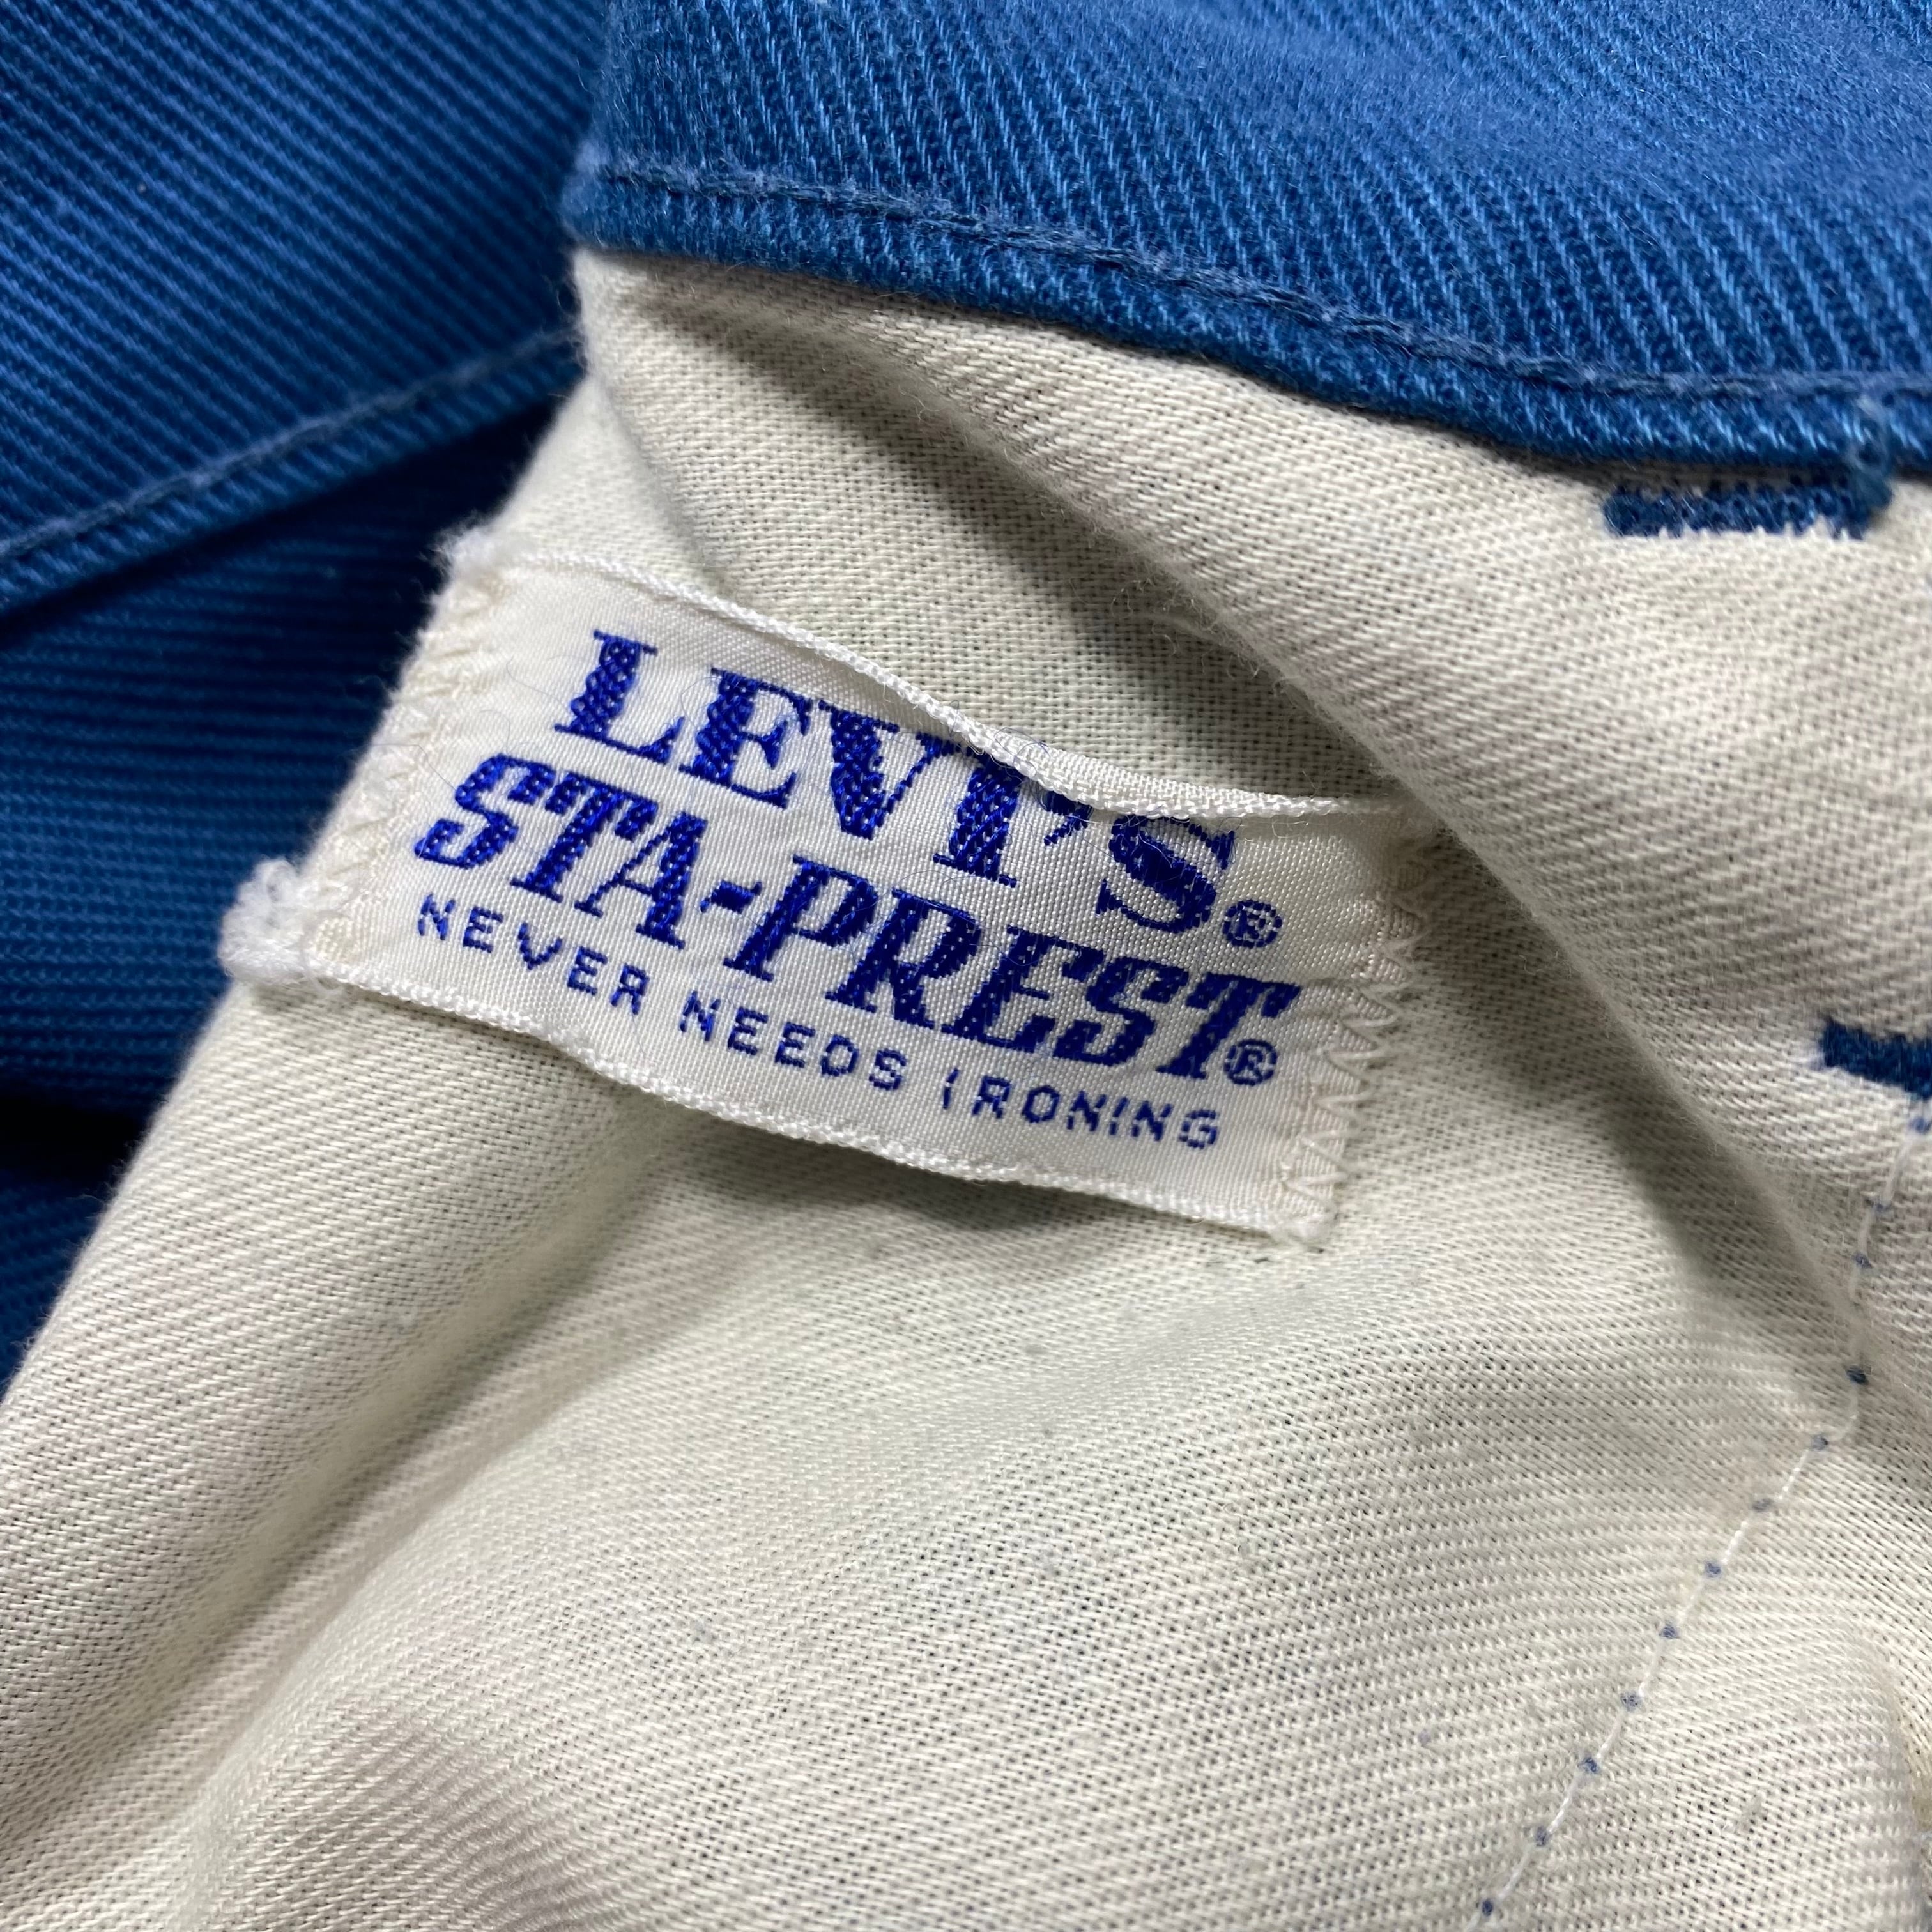 LEVI'S®
STA-PREST®
NEVER NEEDS IRONING